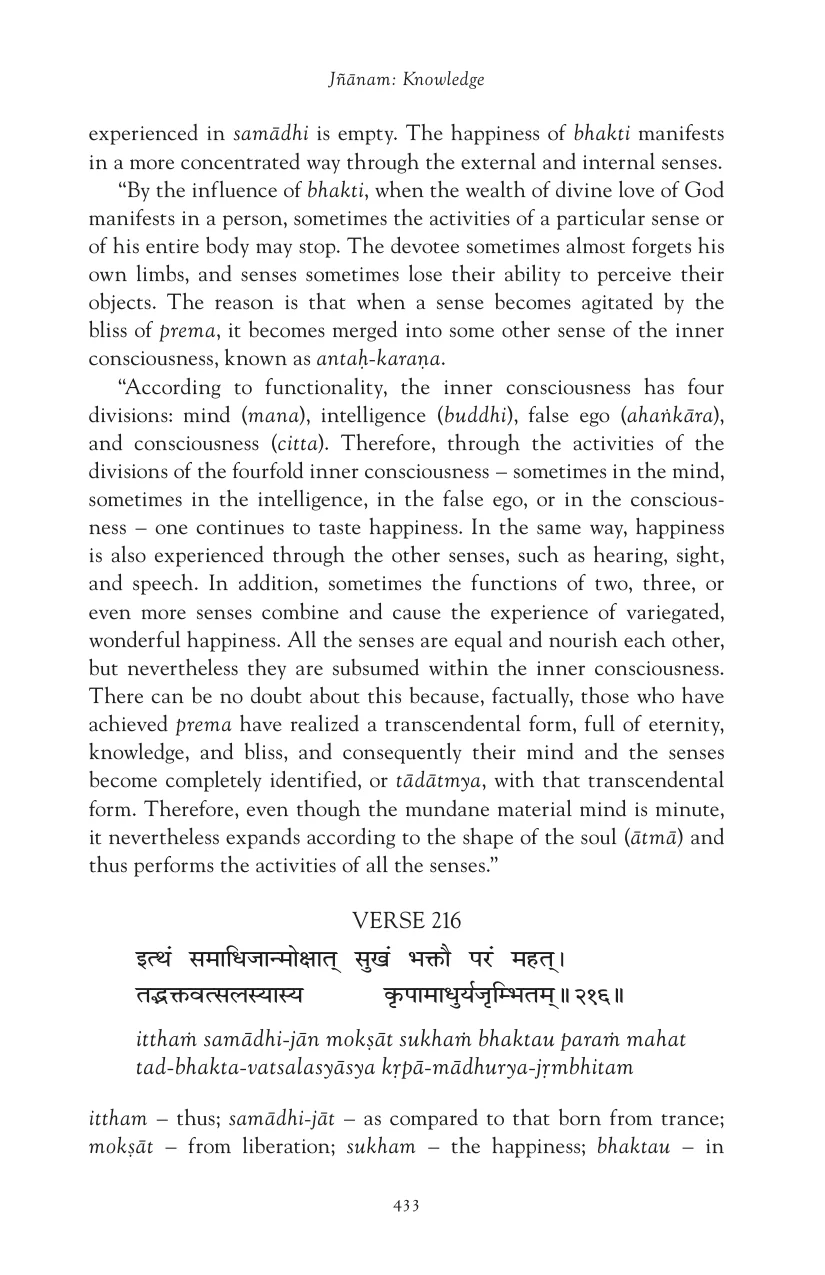 Jñānam: Knowledge
experienced in samādhi is empty. The happiness of bhakti manifests
in a more concentrated way through the external and internal senses.
“By the influence of bhakti, when the wealth of divine love of God
manifests in a person, sometimes the activities of a particular sense or
of his entire body may stop. The devotee sometimes almost forgets his
own limbs, and senses sometimes lose their ability to perceive their
objects. The reason is that when a sense becomes agitated by the
bliss of prema, it becomes merged into some other sense of the inner
consciousness, known as antaḥ-karaṇa.
“According to functionality, the inner consciousness has four
divisions: mind (mana), intelligence (buddhi), false ego (ahaṅkāra),
and consciousness (citta). Therefore, through the activities of the
divisions of the fourfold inner consciousness – sometimes in the mind,
sometimes in the intelligence, in the false ego, or in the conscious-
ness – one continues to taste happiness. In the same way, happiness
is also experienced through the other senses, such as hearing, sight,
and speech. In addition, sometimes the functions of two, three, or
even more senses combine and cause the experience of variegated,
wonderful happiness. All the senses are equal and nourish each other,
but nevertheless they are subsumed within the inner consciousness.
There can be no doubt about this because, factually, those who have
achieved prema have realized a transcendental form, full of eternity,
knowledge, and bliss, and consequently their mind and the senses
become completely identified, or tādātmya, with that transcendental
form. Therefore, even though the mundane material mind is minute,
it nevertheless expands according to the shape of the soul (ātmā) and
thus performs the activities of all the senses.”
VERSE 216
इत्थं समाधिजान्मोक्षात् सुखं भक्तौ परं महत्।
तद्भक्तवत्सलस्यास्य कृपामाधुर्यजृम्भितम्॥२१६॥
itthaṁ samādhi-jān mokṣāt sukhaṁ bhaktau paraṁ mahat
tad-bhakta-vatsalasyāsya kṛpā-mādhurya-jṛmbhitam
ittham – thus; samādhi-jāt – as compared to that born from trance;
mokṣāt – from liberation; sukham – the happiness; bhaktau – in
433